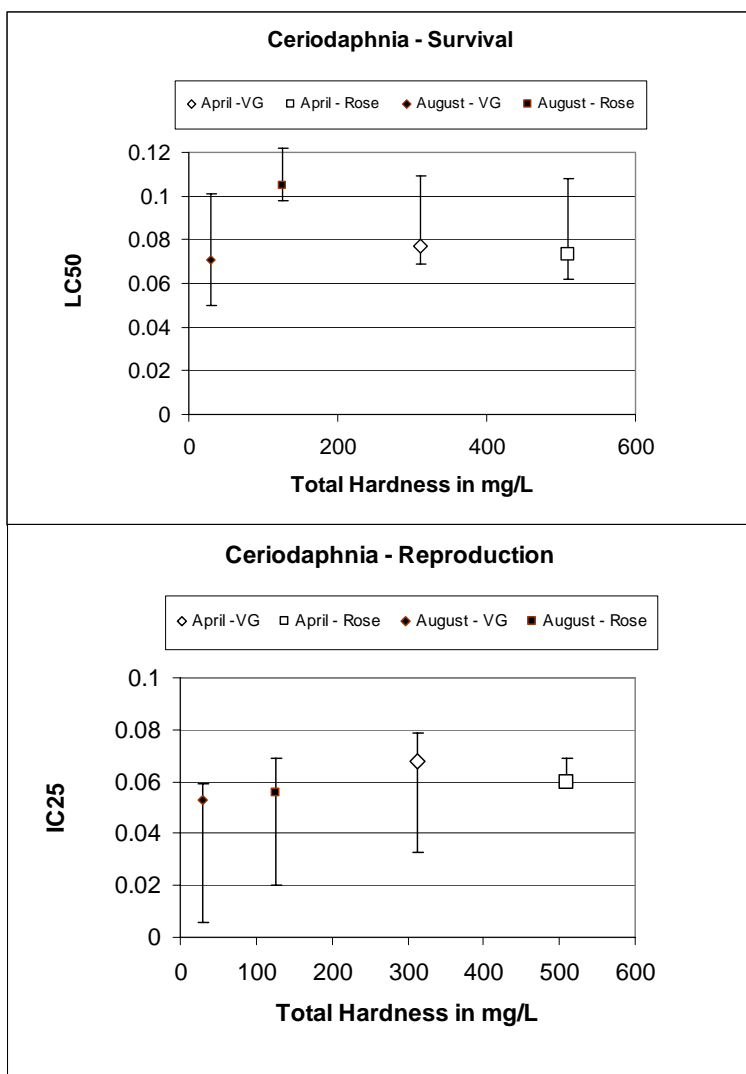 Ceriodaphnia - Survival
April -VG April - Rose August - VG August - Rose
0.12
0.1
0.08
0.06
0.04
0.02
0
LC50
0 200 400 600
Total Hardness in mg/L
Ceriodaphnia - Reproduction
April -VG April - Rose August - VG August - Rose
0.1
0.08
0.06
0.04
0.02
0
IC25
0 100 200 300 400 500 600
Total Hardness in mg/L